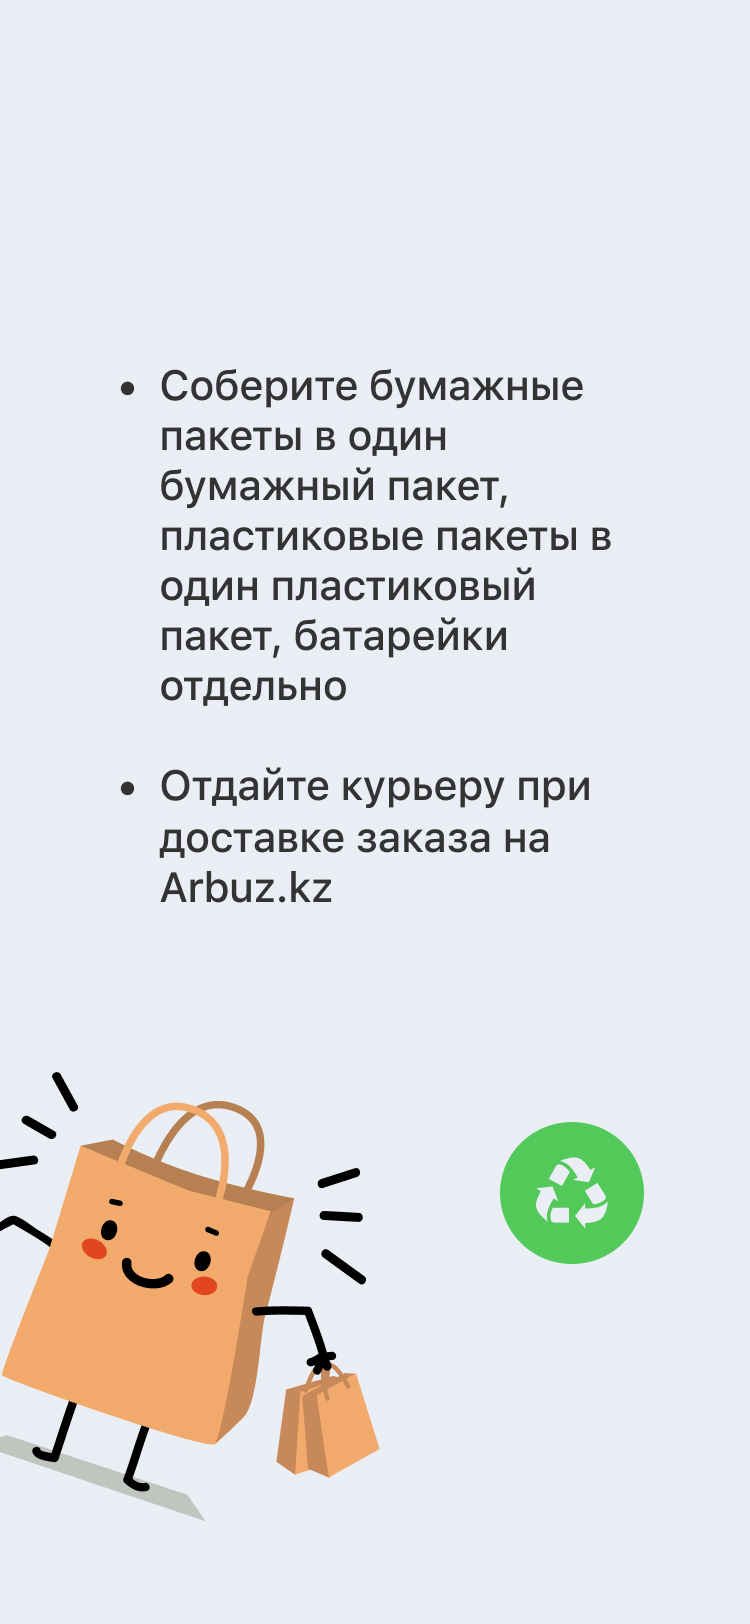 • Соберите бумажные
пакеты в один
бумажный пакет,
пластиковые пакеты в
один пластиковый
пакет, батарейки
отдельно
• Отдайте курьеру при
доставке заказа на
Arbuz.kz